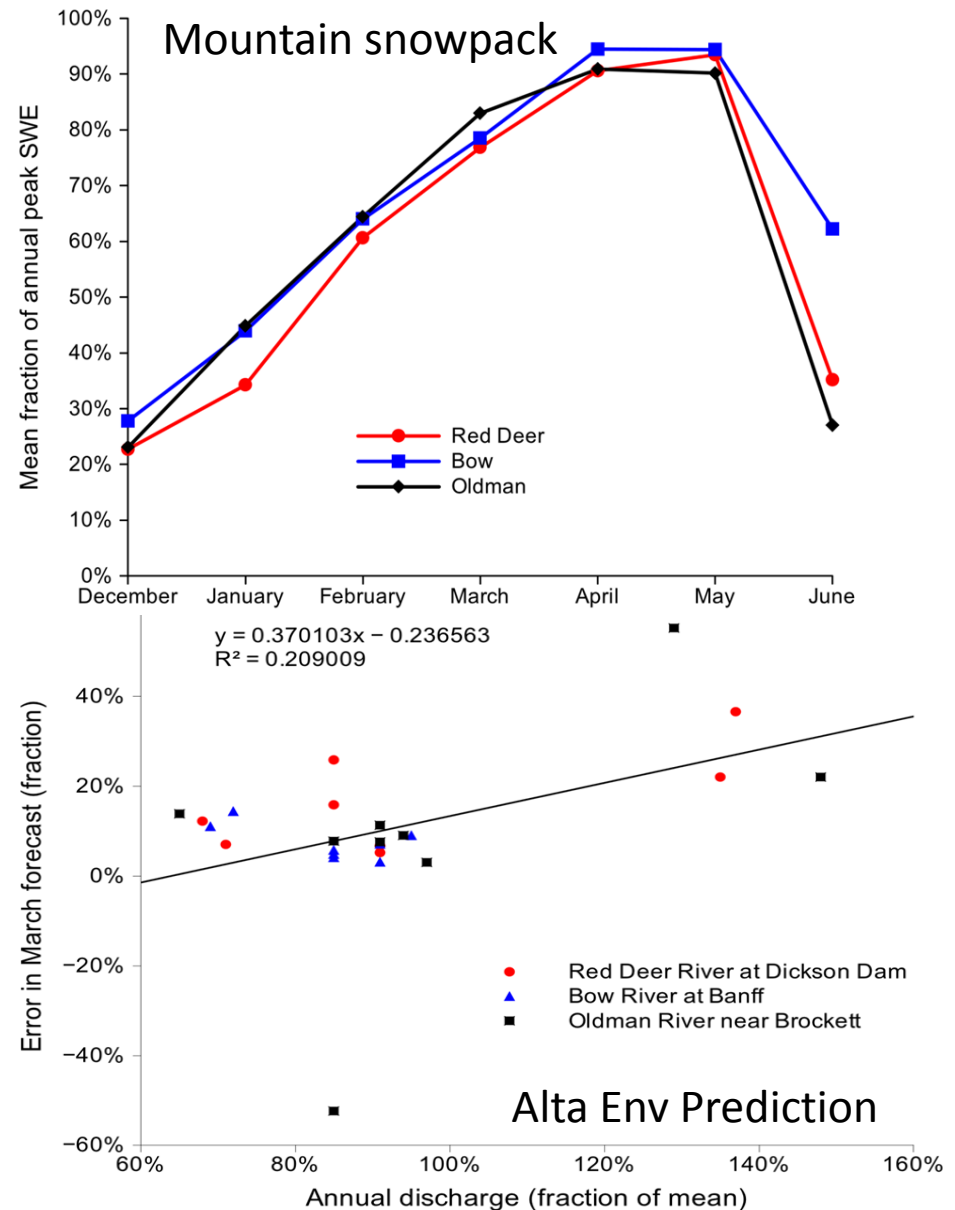 Mountain snowpack
Mean fraction of annual peak SWE
100%
90%
80%
70%
60%
50%
40%
30%
20%
10%
0%
Red Deer
Bow
Oldman
December January February March April May June
y = 0.370103x − 0.236563
R² = 0.209009
Error in March forecast (fraction)
40%
20%
0%
−20%
−40%
−60%
Red Deer River at Dickson Dam
Bow River at Banff
Oldman River near Brockett
Alta Env Prediction
60% 80% 100% 120% 140% 160%
Annual discharge (fraction of mean)